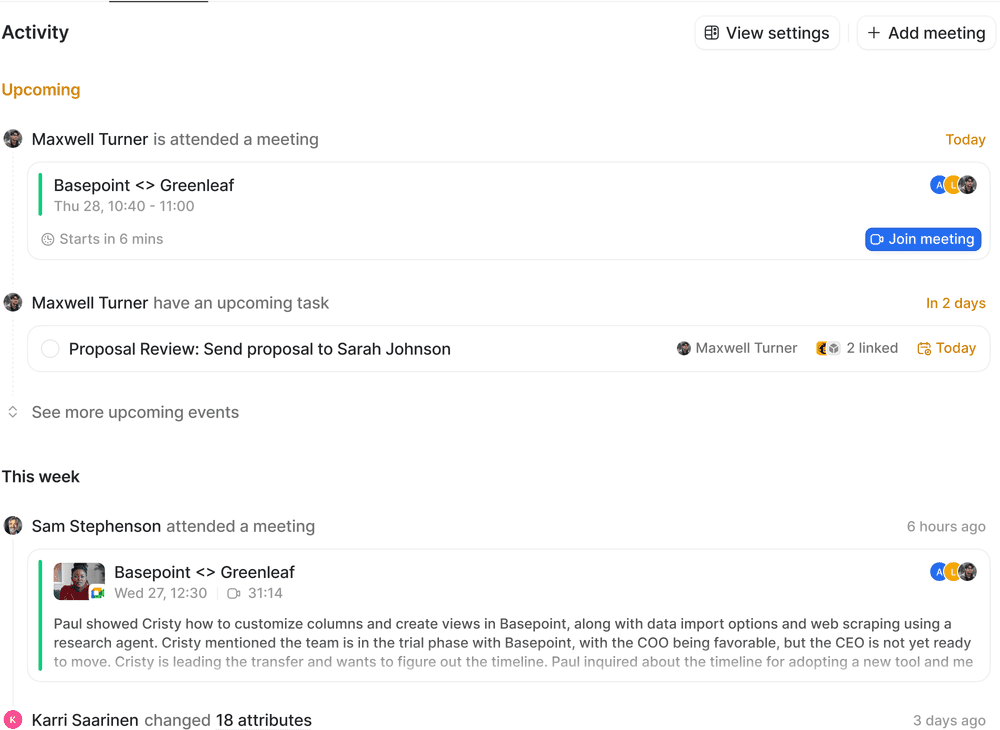 Activity
View settings
Add meeting
Upcoming
Maxwell Turner is attended a meeting
Today
Basepoint <> Greenleaf
A L
Thu 28, 10:40 - 11:00
Starts in 6 mins
Join meeting
Maxwell Turner have an upcoming task
In 2 days
Proposal Review: Send proposal to Sarah Johnson
Maxwell Turner
2 linked
Today
See more upcoming events
This week
Sam Stephenson attended a meeting
6 hours ago
Basepoint <> Greenleaf
A L
Wed 27, 12:30
31:14
Paul showed Cristy how to customize columns and create views in Basepoint, along with data import options and web scraping using a
research agent. Cristy mentioned the team is in the trial phase with Basepoint, with the COO being favorable, but the CEO is not yet ready
to move. Cristy is leading the transfer and wants to figure out the timeline. Paul inquired about the timeline for adopting a new tool and me
K
Karri Saarinen changed 18 attributes
3 days ago